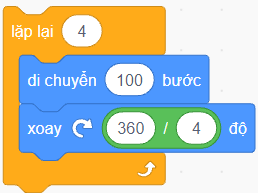 lặp lại 4
di chuyển 100 bước
xoay 360 / 4 độ